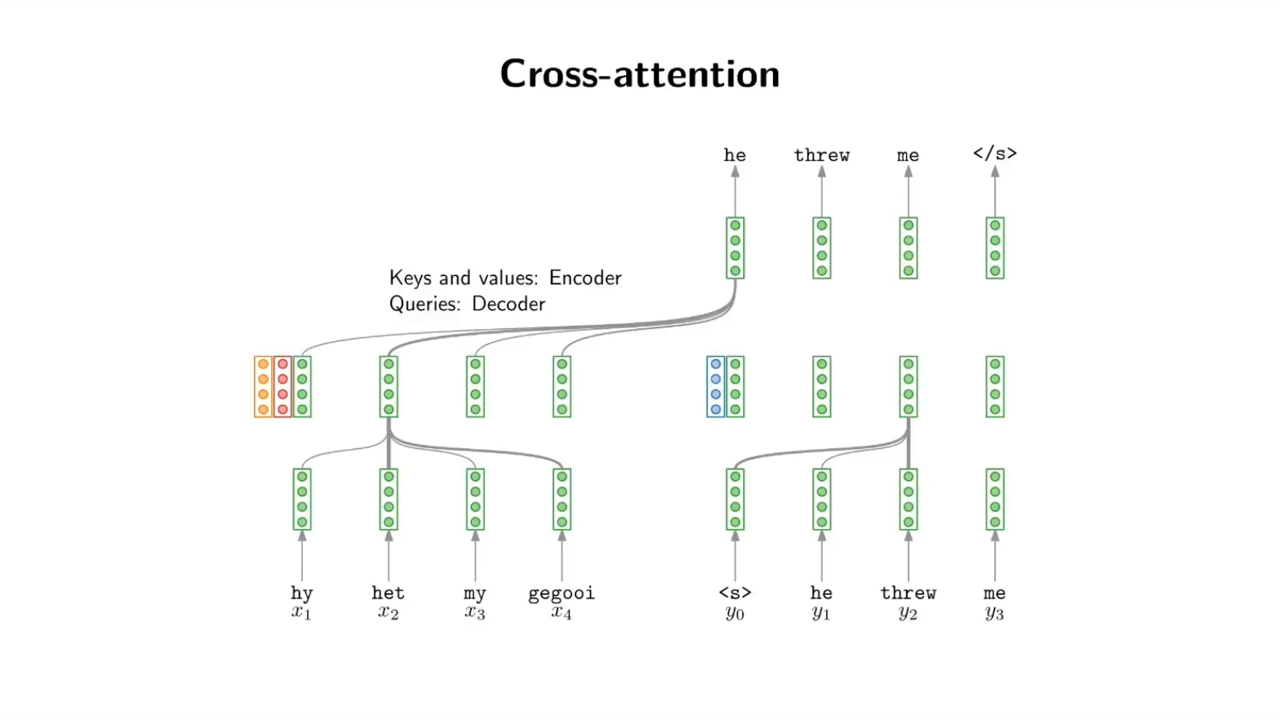 Cross-attention
he threw me </s>
Keys and values: Encoder
Queries: Decoder
hy het my gegooi <s> he threw me
x₁ x₂ x₃ x₄ y₀ y₁ y₂ y₃